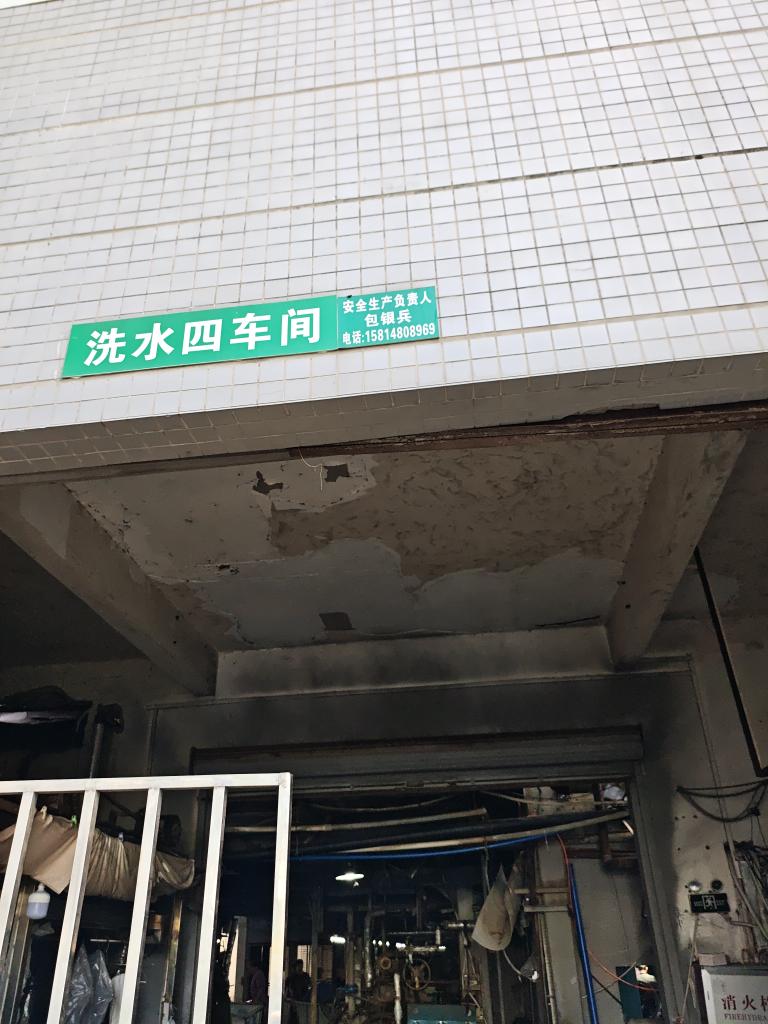 洗水四车间
安全生产负责人
包银兵
电话:15814808969
消火栓
FIREHYDRA